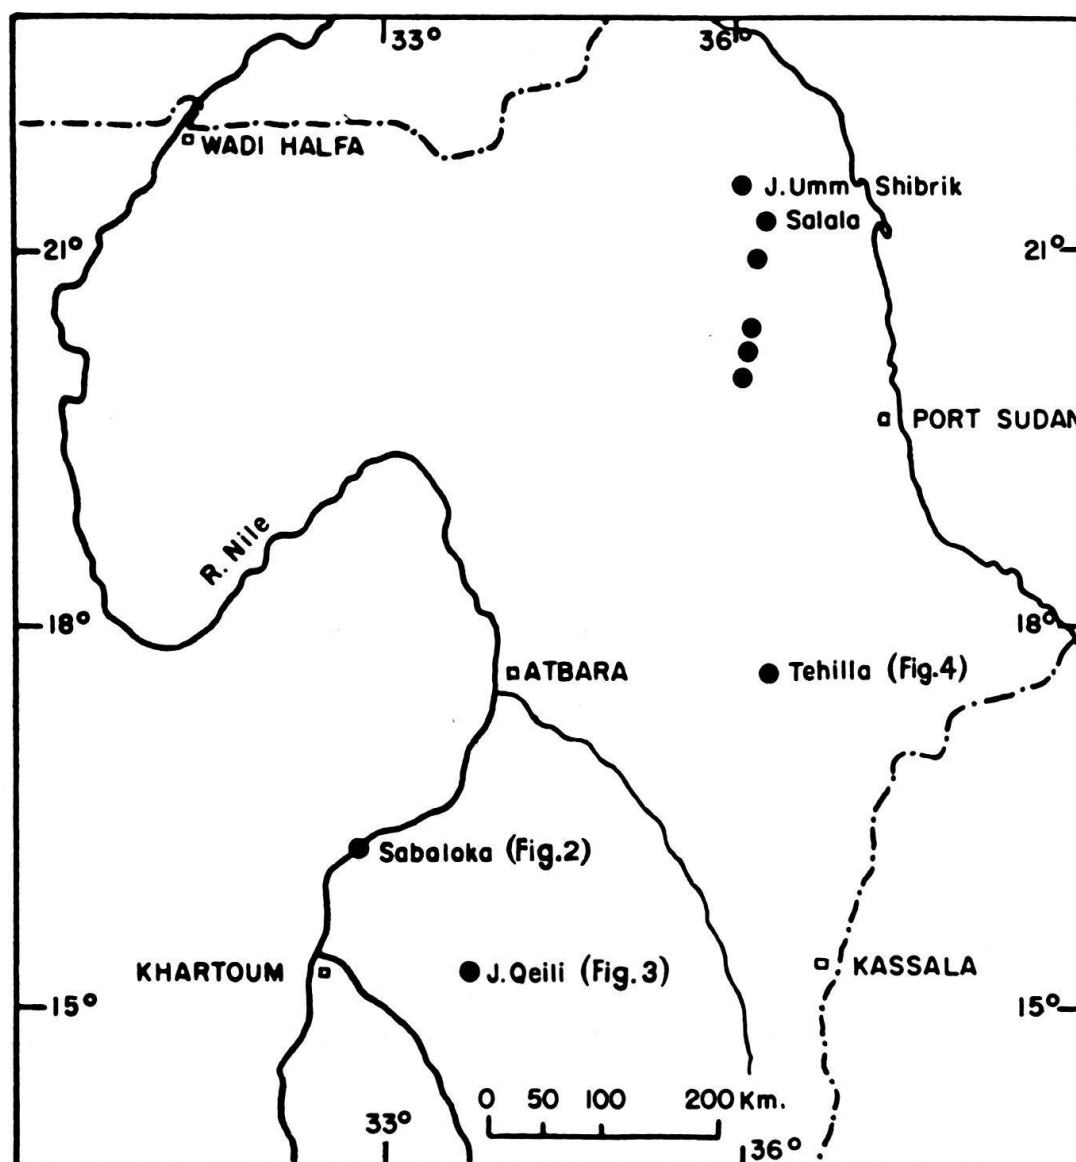 33°
36°
WADI HALFA
J. Umm Shibrik
Salala
21°
21°
PORT SUDAN
R. Nile
18°
18°
ATBARA
Tehilla (Fig.4)
Sabaloka (Fig.2)
KHARTOUM
J. Qeili (Fig.3)
KASSALA
15°
15°
0 50 100 200 Km.
33°
36°